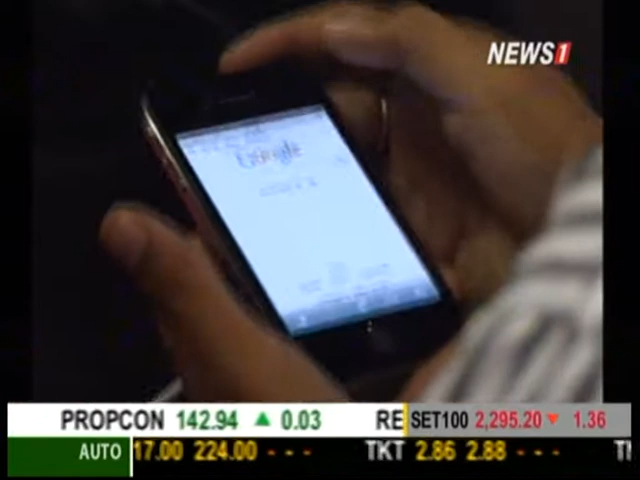 NEWS1
Google
PROPCON 142.94 ▲ 0.03 RE SET100 2,295.20 ▼ 1.36
AUTO 17.00 224.00 - - - TKT 2.86 2.88 - - -